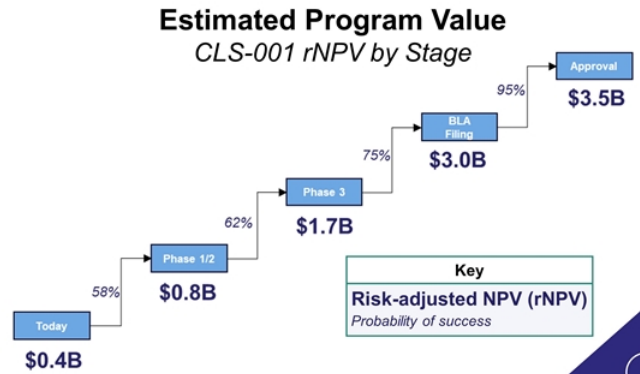 Estimated Program Value
CLS-001 rNPV by Stage
Approval
$3.5B
95%
BLA
Filing
$3.0B
75%
Phase 3
$1.7B
62%
Phase 1/2
$0.8B
58%
Today
$0.4B
Key
Risk-adjusted NPV (rNPV)
Probability of success